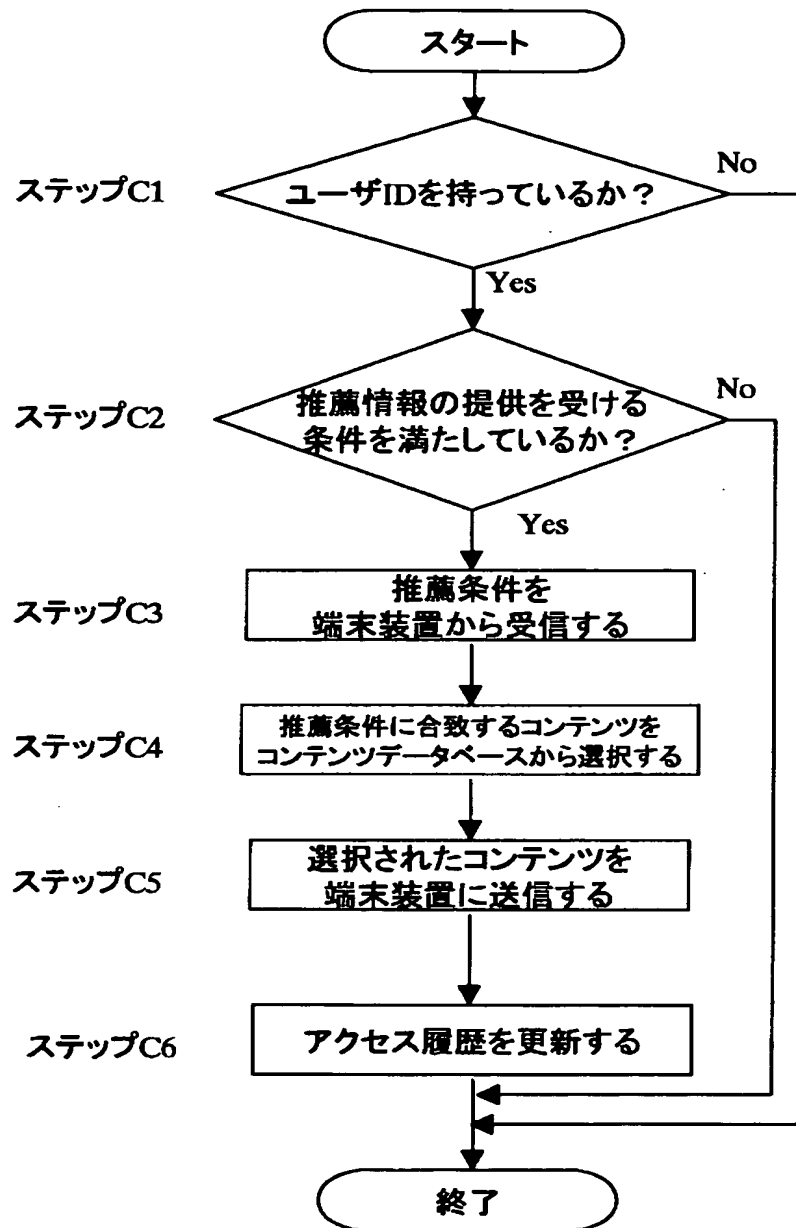 スタート
ステップC1
ユーザIDを持っているか？
No
Yes
ステップC2
推薦情報の提供を受ける
条件を満たしているか？
No
Yes
ステップC3
推薦条件を
端末装置から受信する
ステップC4
推薦条件に合致するコンテンツを
コンテンツデータベースから選択する
ステップC5
選択されたコンテンツを
端末装置に送信する
ステップC6
アクセス履歴を更新する
終了